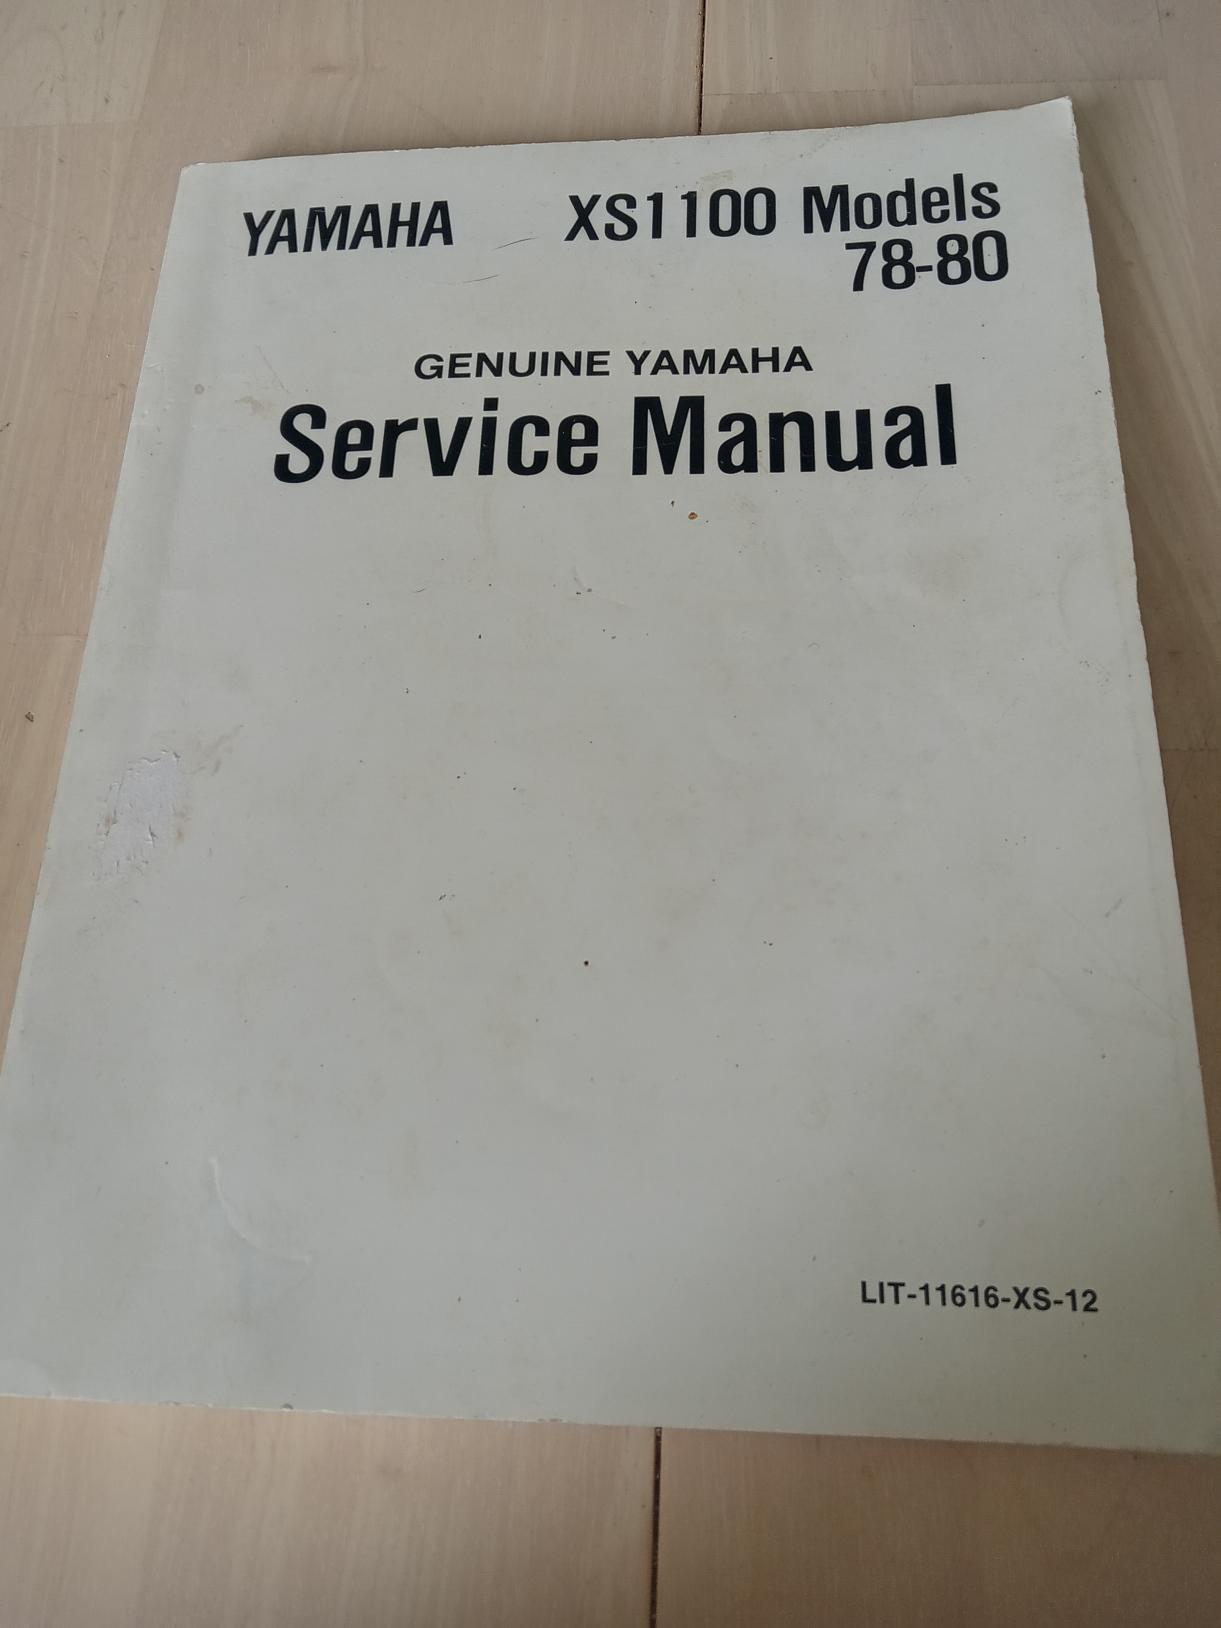 YAMAHA XS1100 Models
78-80
GENUINE YAMAHA
Service Manual
LIT-11616-XS-12